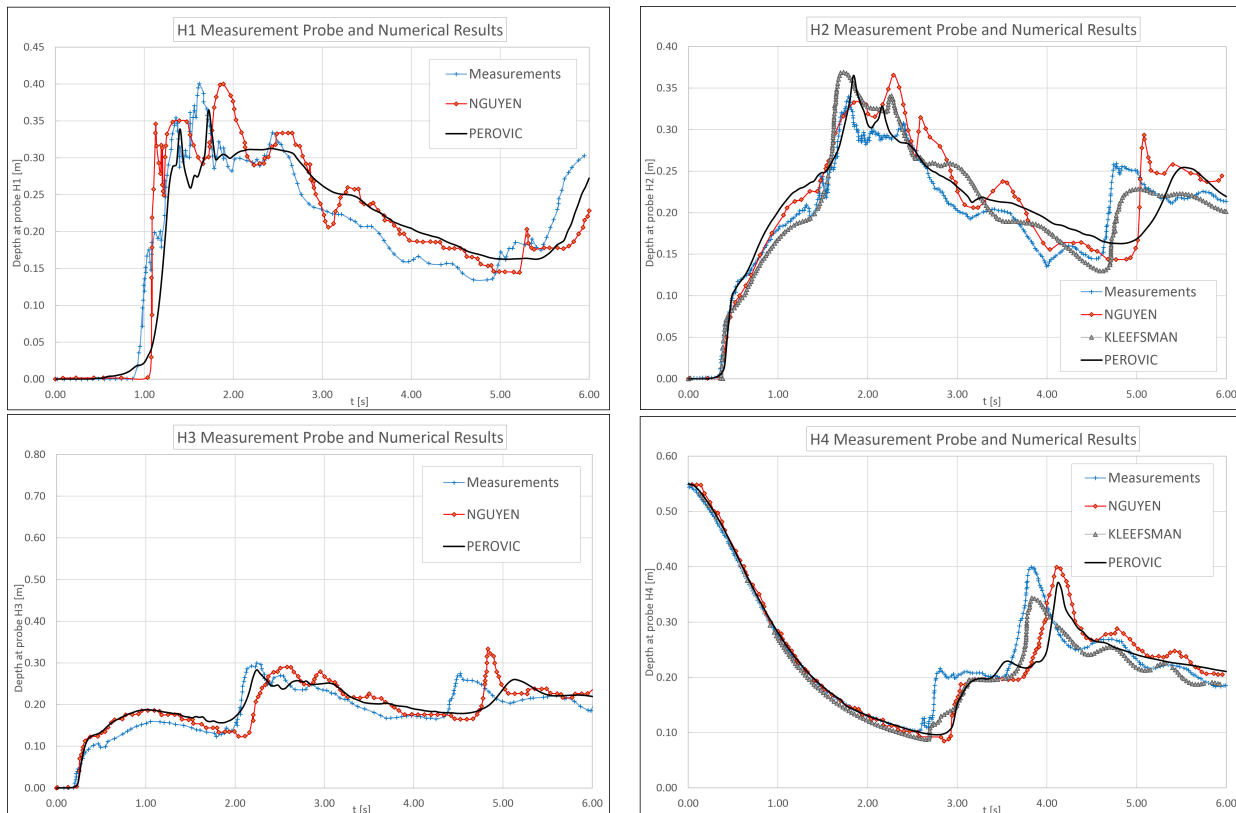 H1 Measurement Probe and Numerical Results
0.45
0.40
0.35
0.30
0.25
0.20
0.15
0.10
0.05
0.00
Depth at probe H1 [m]
Measurements
NGUYEN
PEROVIC
0.00 1.00 2.00 3.00 4.00 5.00 6.00
t [s]
H2 Measurement Probe and Numerical Results
0.40
0.35
0.30
0.25
0.20
0.15
0.10
0.05
0.00
Depth at probe H2 [m]
Measurements
NGUYEN
KLEEFSMAN
PEROVIC
0.00 1.00 2.00 3.00 4.00 5.00 6.00
t [s]
H3 Measurement Probe and Numerical Results
0.80
0.70
0.60
0.50
0.40
0.30
0.20
0.10
0.00
Depth at probe H3 [m]
Measurements
NGUYEN
PEROVIC
0.00 1.00 2.00 3.00 4.00 5.00 6.00
t [s]
H4 Measurement Probe and Numerical Results
0.60
0.50
0.40
0.30
0.20
0.10
0.00
Depth at probe H4 [m]
Measurements
NGUYEN
KLEEFSMAN
PEROVIC
0.00 1.00 2.00 3.00 4.00 5.00 6.00
t [s]